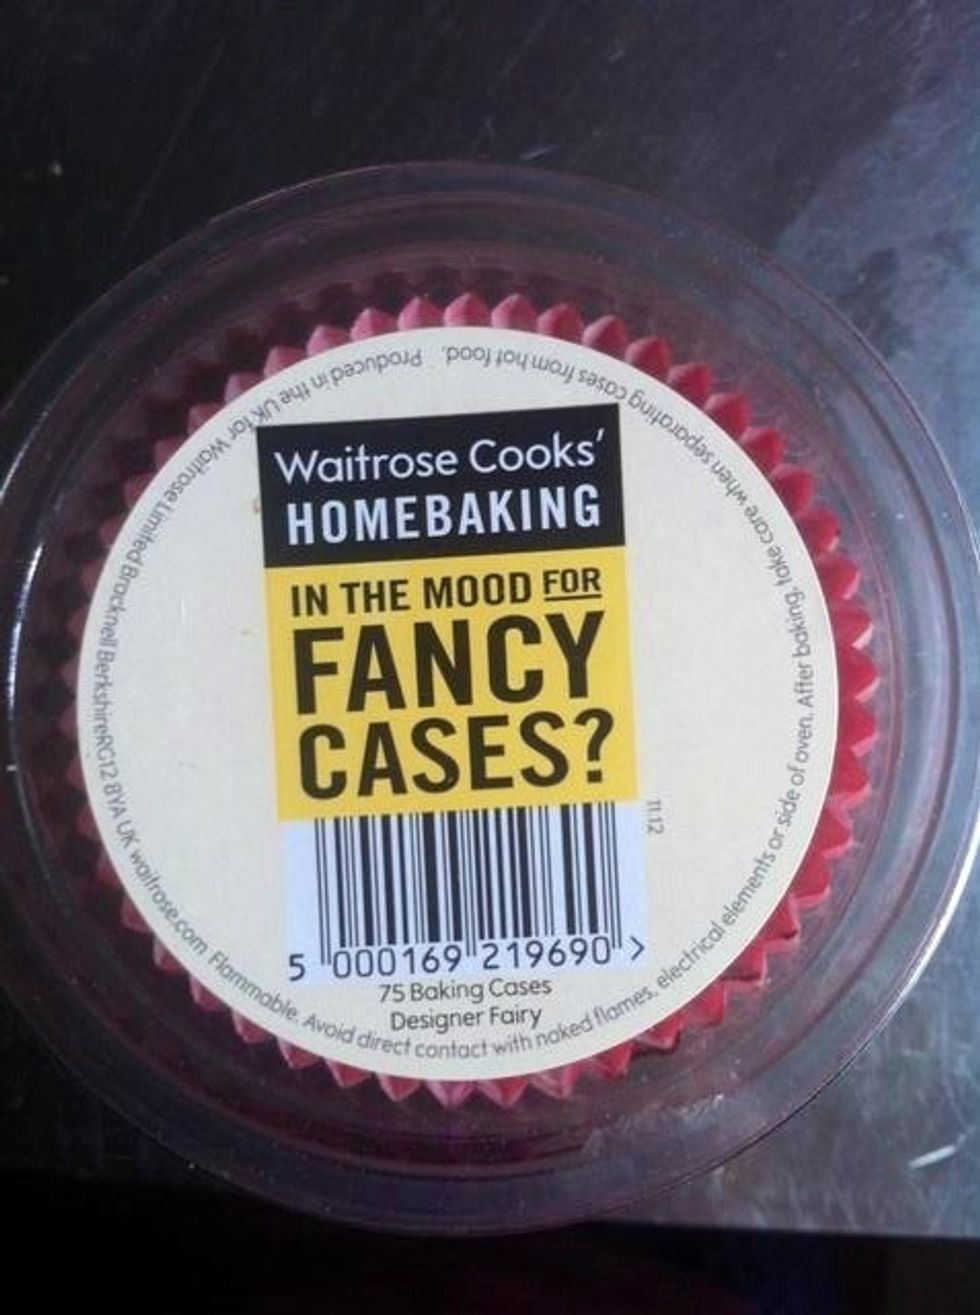 Waitrose Cooks'
HOMEBAKING
IN THE MOOD FOR
FANCY
CASES?
11.12
5 000169 219690 >
75 Baking Cases
Designer Fairy
Produced in the UK for Waitrose Limited Bracknell Berkshire RG12 8YA UK waitrose.com Flammable. Avoid direct contact with naked flames, electrical elements or side of oven. After baking, take care when separating cases from hot food.